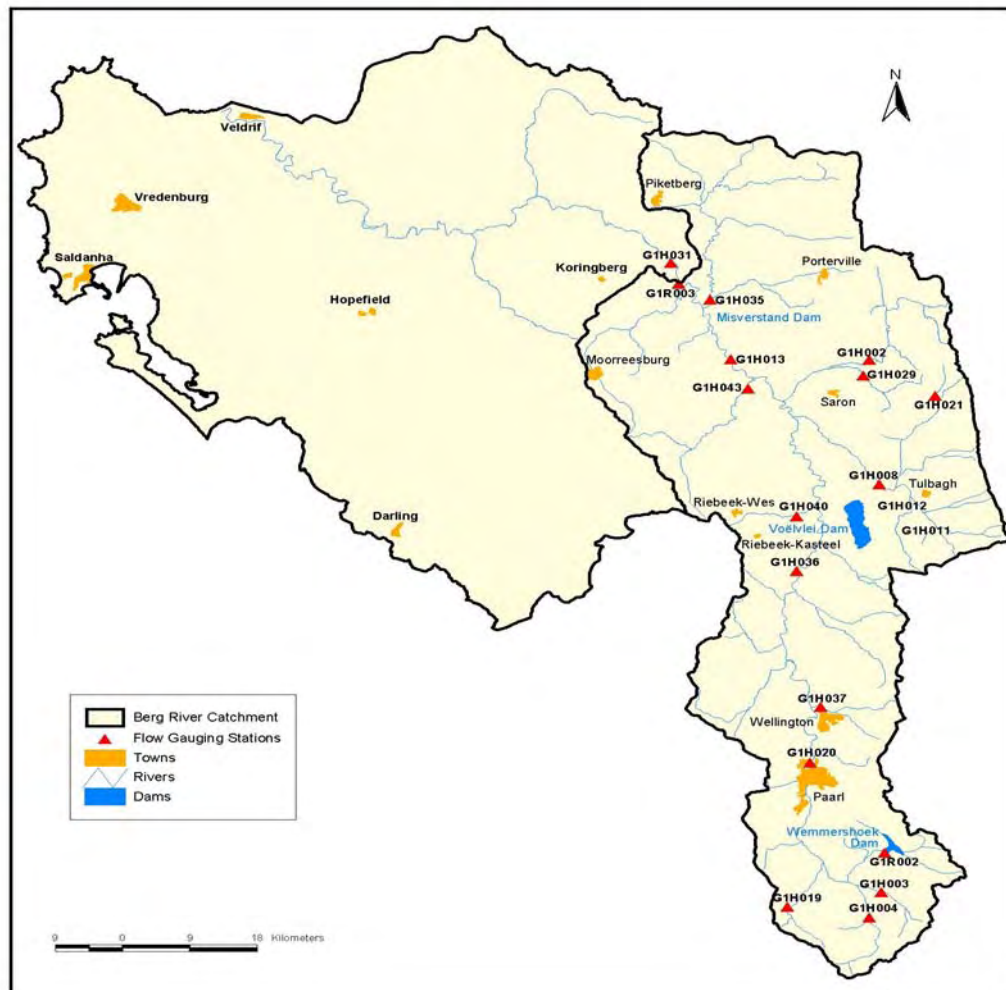 N
Veldrif
Piketberg
Vredenburg
G1H031
Koringberg
Porterville
Saldanha
G1R003
G1H035
Hopefield
Misverstand Dam
G1H002
Moorreesburg
G1H013
G1H029
G1H043
Saron
G1H021
G1H008
Tulbagh
Riebeek-Wes
G1H040
G1H012
Darling
Voëlvlei Dam
G1H011
Riebeek-Kasteel
G1H036
G1H037
Wellington
G1H020
Paarl
Wemmershoek
Dam
G1R002
G1H003
G1H019
G1H004
Berg River Catchment
Flow Gauging Stations
Towns
Rivers
Dams
9 0 9 18 Kilometers